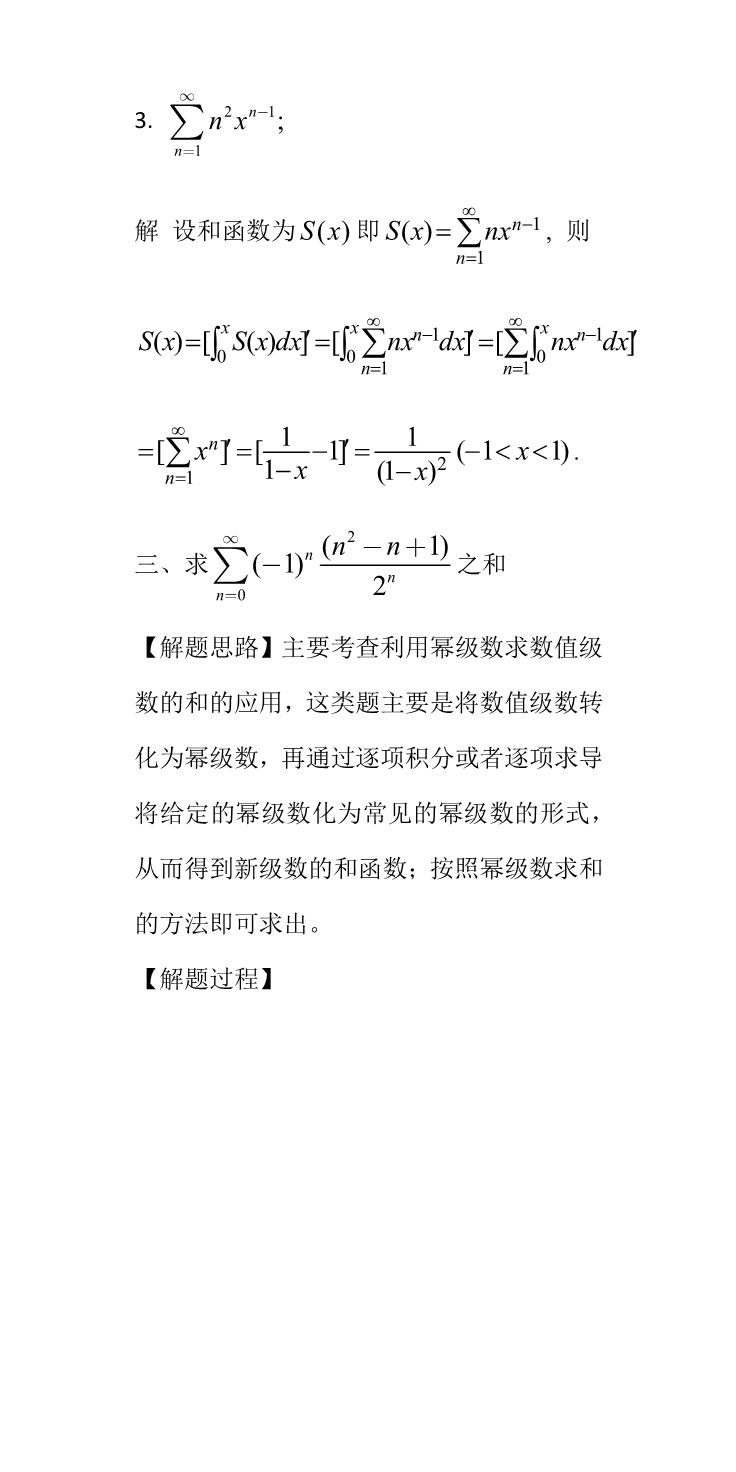 3. $\sum_{n=1}^{\infty} n^2 x^{n-1}$;
解 设和函数为 $S(x)$ 即 $S(x)=\sum_{n=1}^{\infty} nx^{n-1}$, 则
$S(x)=[\int_0^x S(x)dx]'=[\int_0^x \sum_{n=1}^{\infty} nx^{n-1}dx]'=[\sum_{n=1}^{\infty}\int_0^x nx^{n-1}dx]'$
$=[\sum_{n=1}^{\infty} x^n]'=[\frac{1}{1-x}-1]'=\frac{1}{(1-x)^2}(-1<x<1)$.
三、求 $\sum_{n=0}^{\infty}(-1)^n\frac{(n^2-n+1)}{2^n}$ 之和
【解题思路】主要考查利用幂级数求数值级
数的和的应用，这类题主要是将数值级数转
化为幂级数，再通过逐项积分或者逐项求导
将给定的幂级数化为常见的幂级数的形式，
从而得到新级数的和函数；按照幂级数求和
的方法即可求出。
【解题过程】